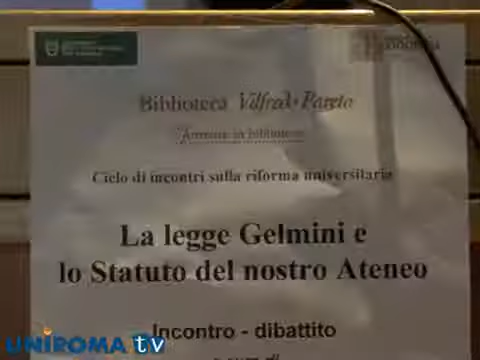 Biblioteca Vilfredo Pareto
Ciclo di incontri sulla riforma universitaria
La legge Gelmini e
lo Statuto del nostro Ateneo
Incontro - dibattito
UNIROMA tv